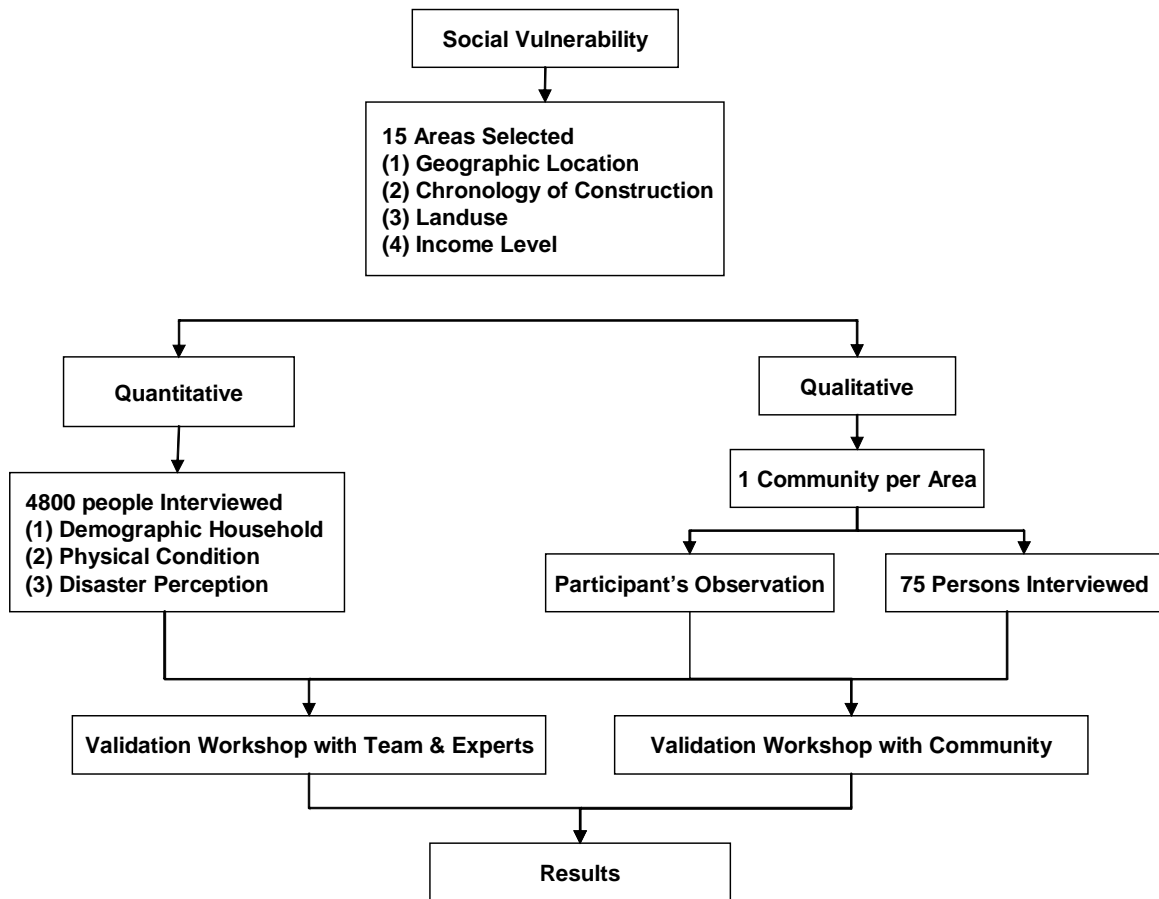 Social Vulnerability
15 Areas Selected
(1) Geographic Location
(2) Chronology of Construction
(3) Landuse
(4) Income Level
Quantitative
Qualitative
4800 people Interviewed
(1) Demographic Household
(2) Physical Condition
(3) Disaster Perception
1 Community per Area
Participant’s Observation
75 Persons Interviewed
Validation Workshop with Team & Experts
Validation Workshop with Community
Results